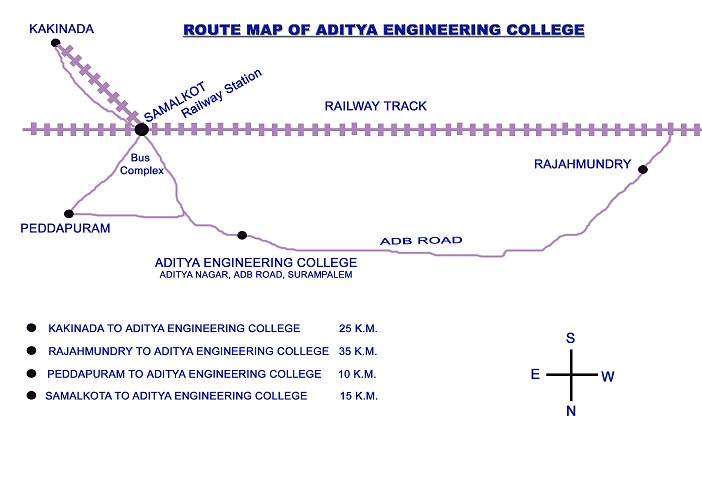 ROUTE MAP OF ADITYA ENGINEERING COLLEGE
KAKINADA
SAMALKOT
Railway Station
RAILWAY TRACK
Bus
Complex
RAJAHMUNDRY
PEDDAPURAM
ADB ROAD
ADITYA ENGINEERING COLLEGE
ADITYA NAGAR, ADB ROAD, SURAMPALEM
KAKINADA TO ADITYA ENGINEERING COLLEGE 25 K.M.
RAJAHMUNDRY TO ADITYA ENGINEERING COLLEGE 35 K.M.
PEDDAPURAM TO ADITYA ENGINEERING COLLEGE 10 K.M.
SAMALKOTA TO ADITYA ENGINEERING COLLEGE 15 K.M.
S
E W
N